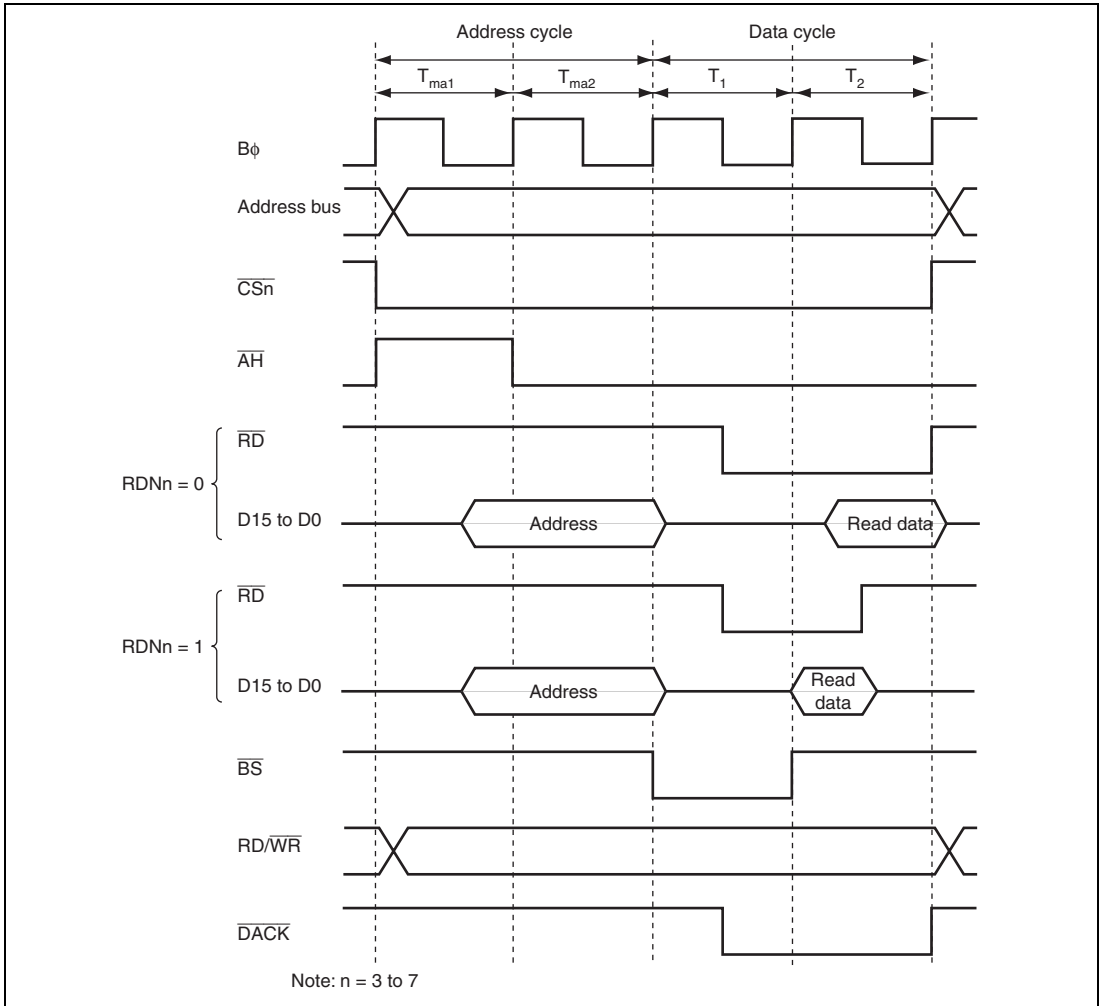 Address cycle Data cycle
Tma1 Tma2 T1 T2
Bϕ
Address bus
CSn
AH
RD
RDNn = 0
D15 to D0 Address Read data
RD
RDNn = 1
D15 to D0 Address Read
data
BS
RD/WR
DACK
Note: n = 3 to 7